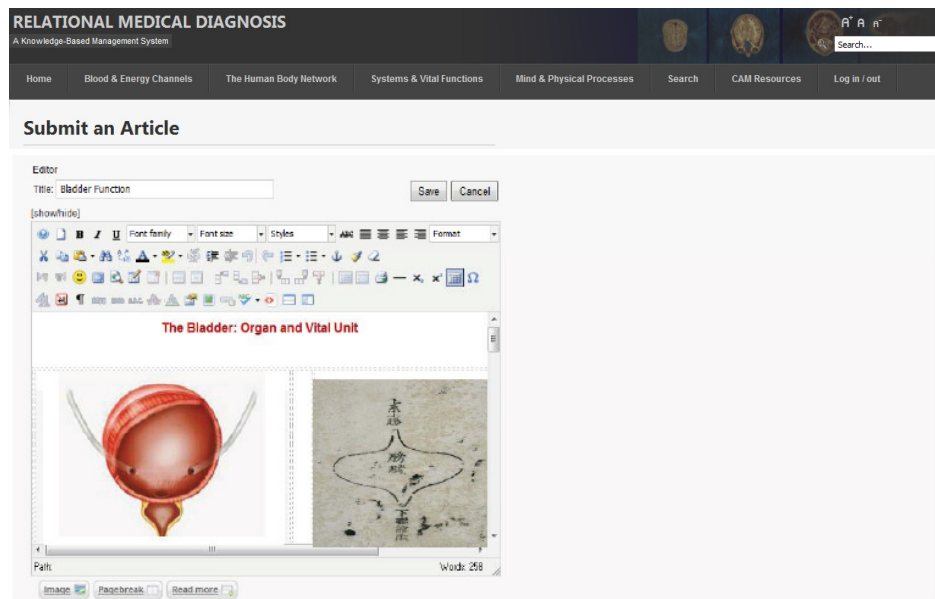 RELATIONAL MEDICAL DIAGNOSIS
A Knowledge-Based Management System
A+ A A-
Search...
Home Blood & Energy Channels The Human Body Network Systems & Vital Functions Mind & Physical Processes Search CAM Resources Log in / out
Submit an Article
Editor
Title: Bladder Function Save Cancel
[show/hide]
B I U Font family Font size Styles ABC Format
The Bladder: Organ and Vital Unit
膀胱
Path: Words: 258
Image Pagebreak Read more